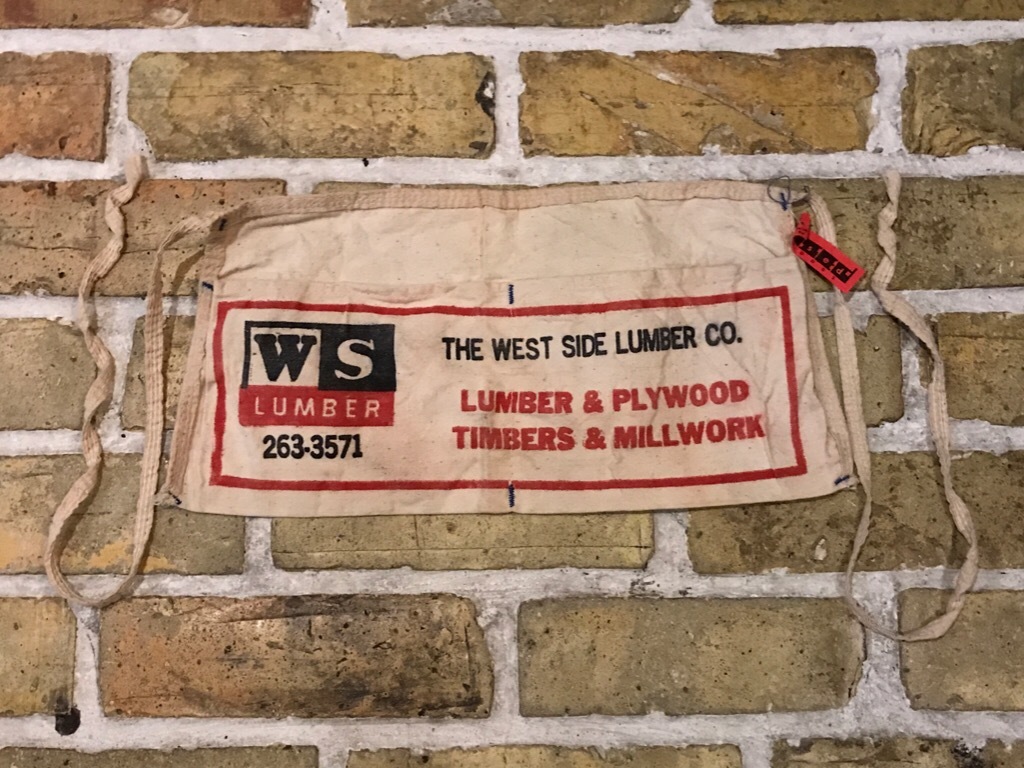 WS
LUMBER
263-3571
THE WEST SIDE LUMBER CO.
LUMBER & PLYWOOD
TIMBERS & MILLWORK